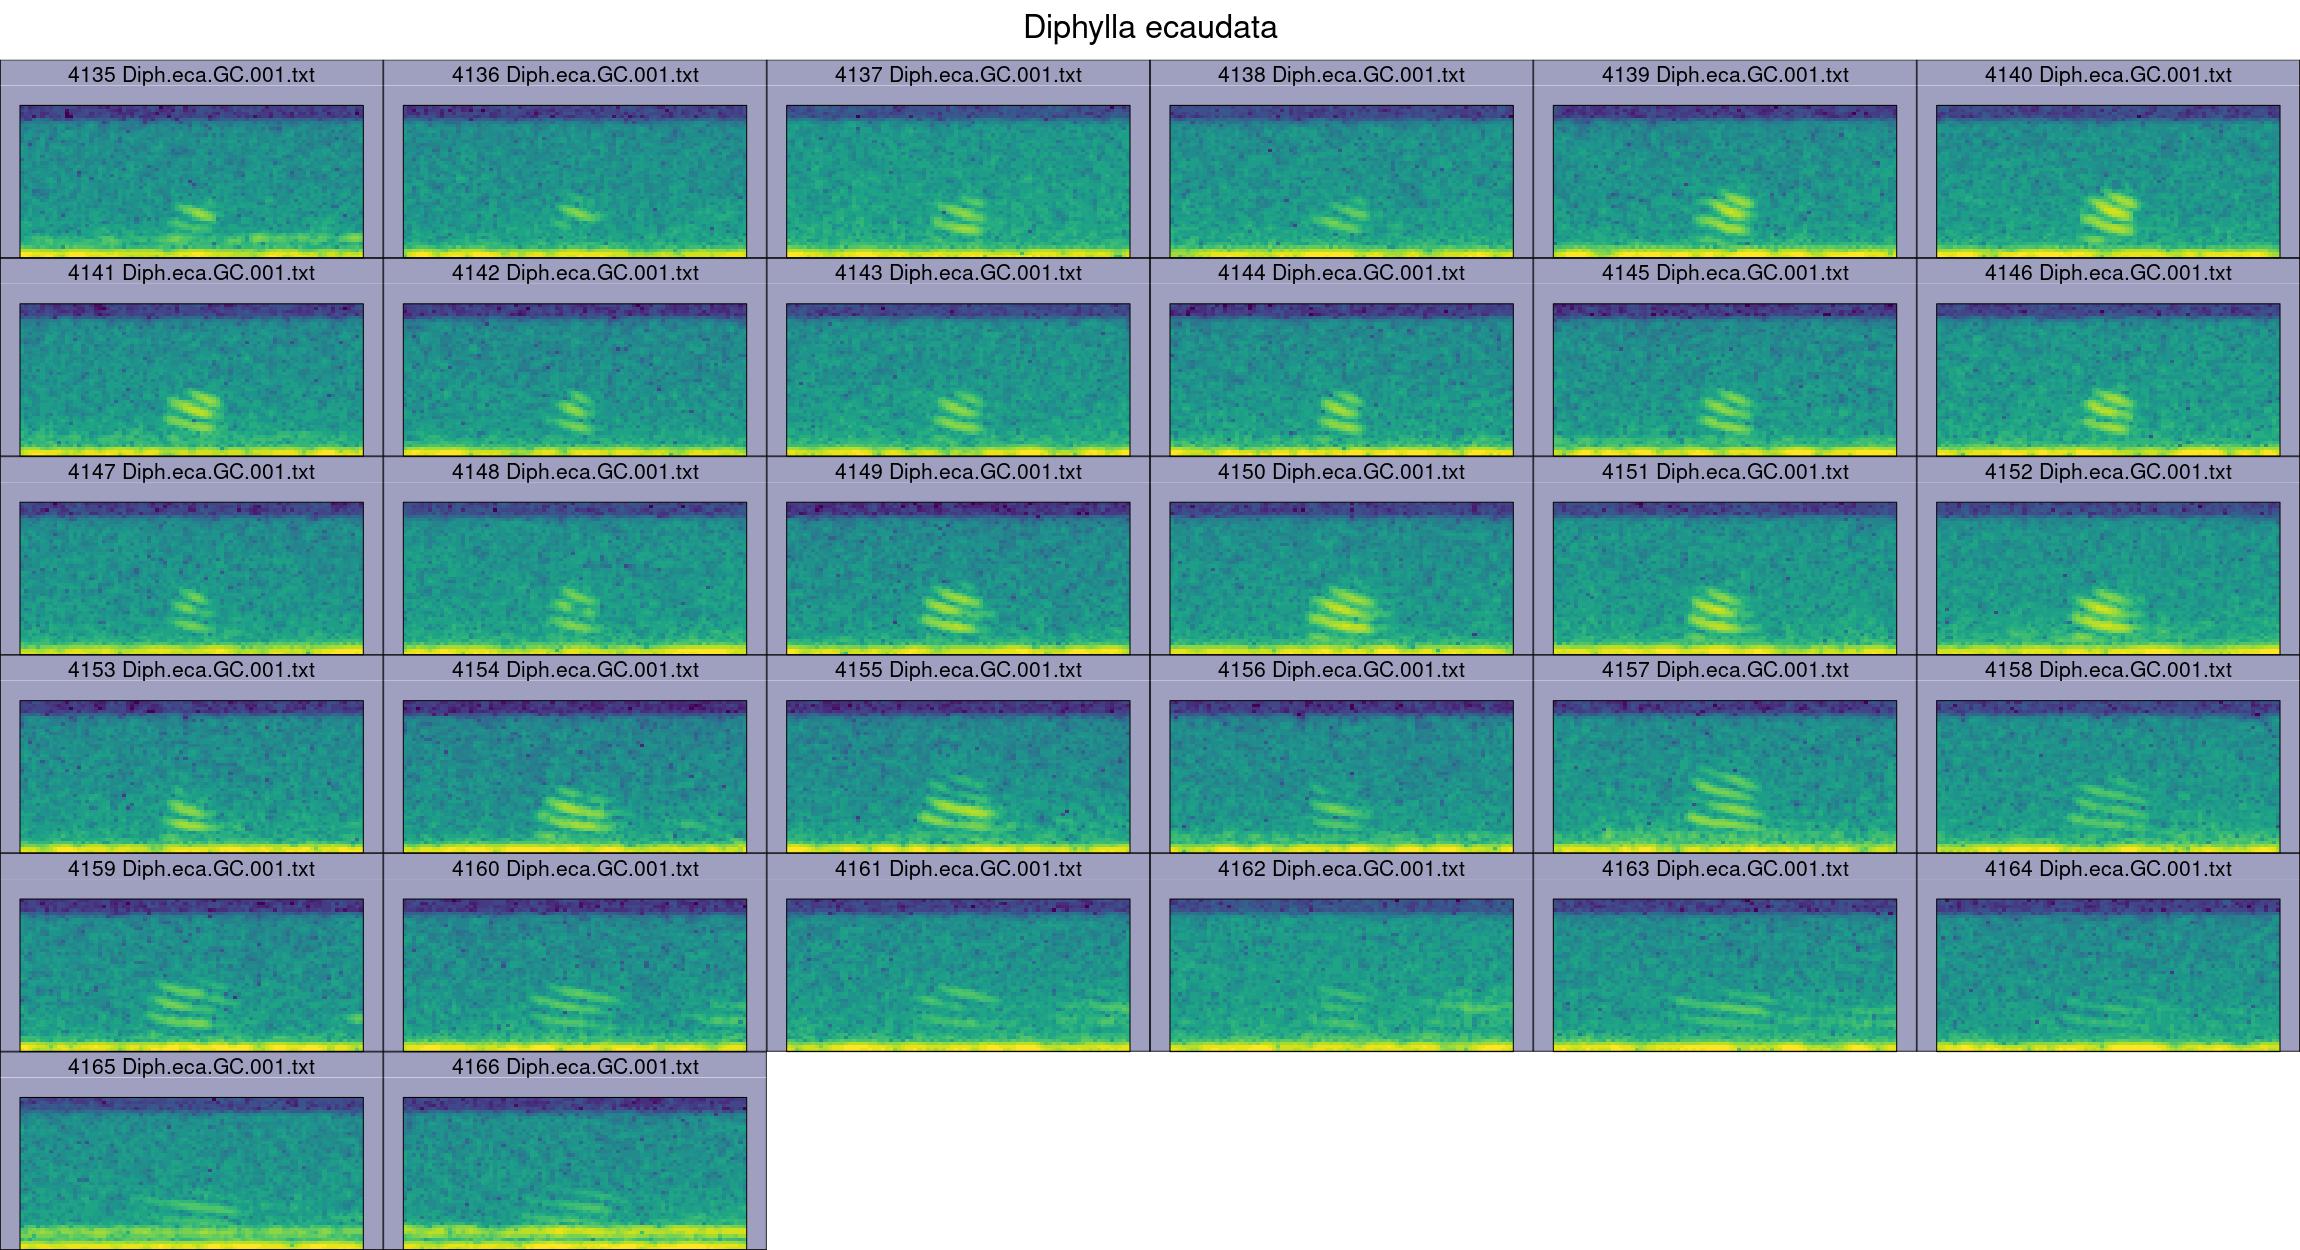 Diphylla ecaudata
4135 Diph.eca.GC.001.txt
4136 Diph.eca.GC.001.txt
4137 Diph.eca.GC.001.txt
4138 Diph.eca.GC.001.txt
4139 Diph.eca.GC.001.txt
4140 Diph.eca.GC.001.txt
4141 Diph.eca.GC.001.txt
4142 Diph.eca.GC.001.txt
4143 Diph.eca.GC.001.txt
4144 Diph.eca.GC.001.txt
4145 Diph.eca.GC.001.txt
4146 Diph.eca.GC.001.txt
4147 Diph.eca.GC.001.txt
4148 Diph.eca.GC.001.txt
4149 Diph.eca.GC.001.txt
4150 Diph.eca.GC.001.txt
4151 Diph.eca.GC.001.txt
4152 Diph.eca.GC.001.txt
4153 Diph.eca.GC.001.txt
4154 Diph.eca.GC.001.txt
4155 Diph.eca.GC.001.txt
4156 Diph.eca.GC.001.txt
4157 Diph.eca.GC.001.txt
4158 Diph.eca.GC.001.txt
4159 Diph.eca.GC.001.txt
4160 Diph.eca.GC.001.txt
4161 Diph.eca.GC.001.txt
4162 Diph.eca.GC.001.txt
4163 Diph.eca.GC.001.txt
4164 Diph.eca.GC.001.txt
4165 Diph.eca.GC.001.txt
4166 Diph.eca.GC.001.txt